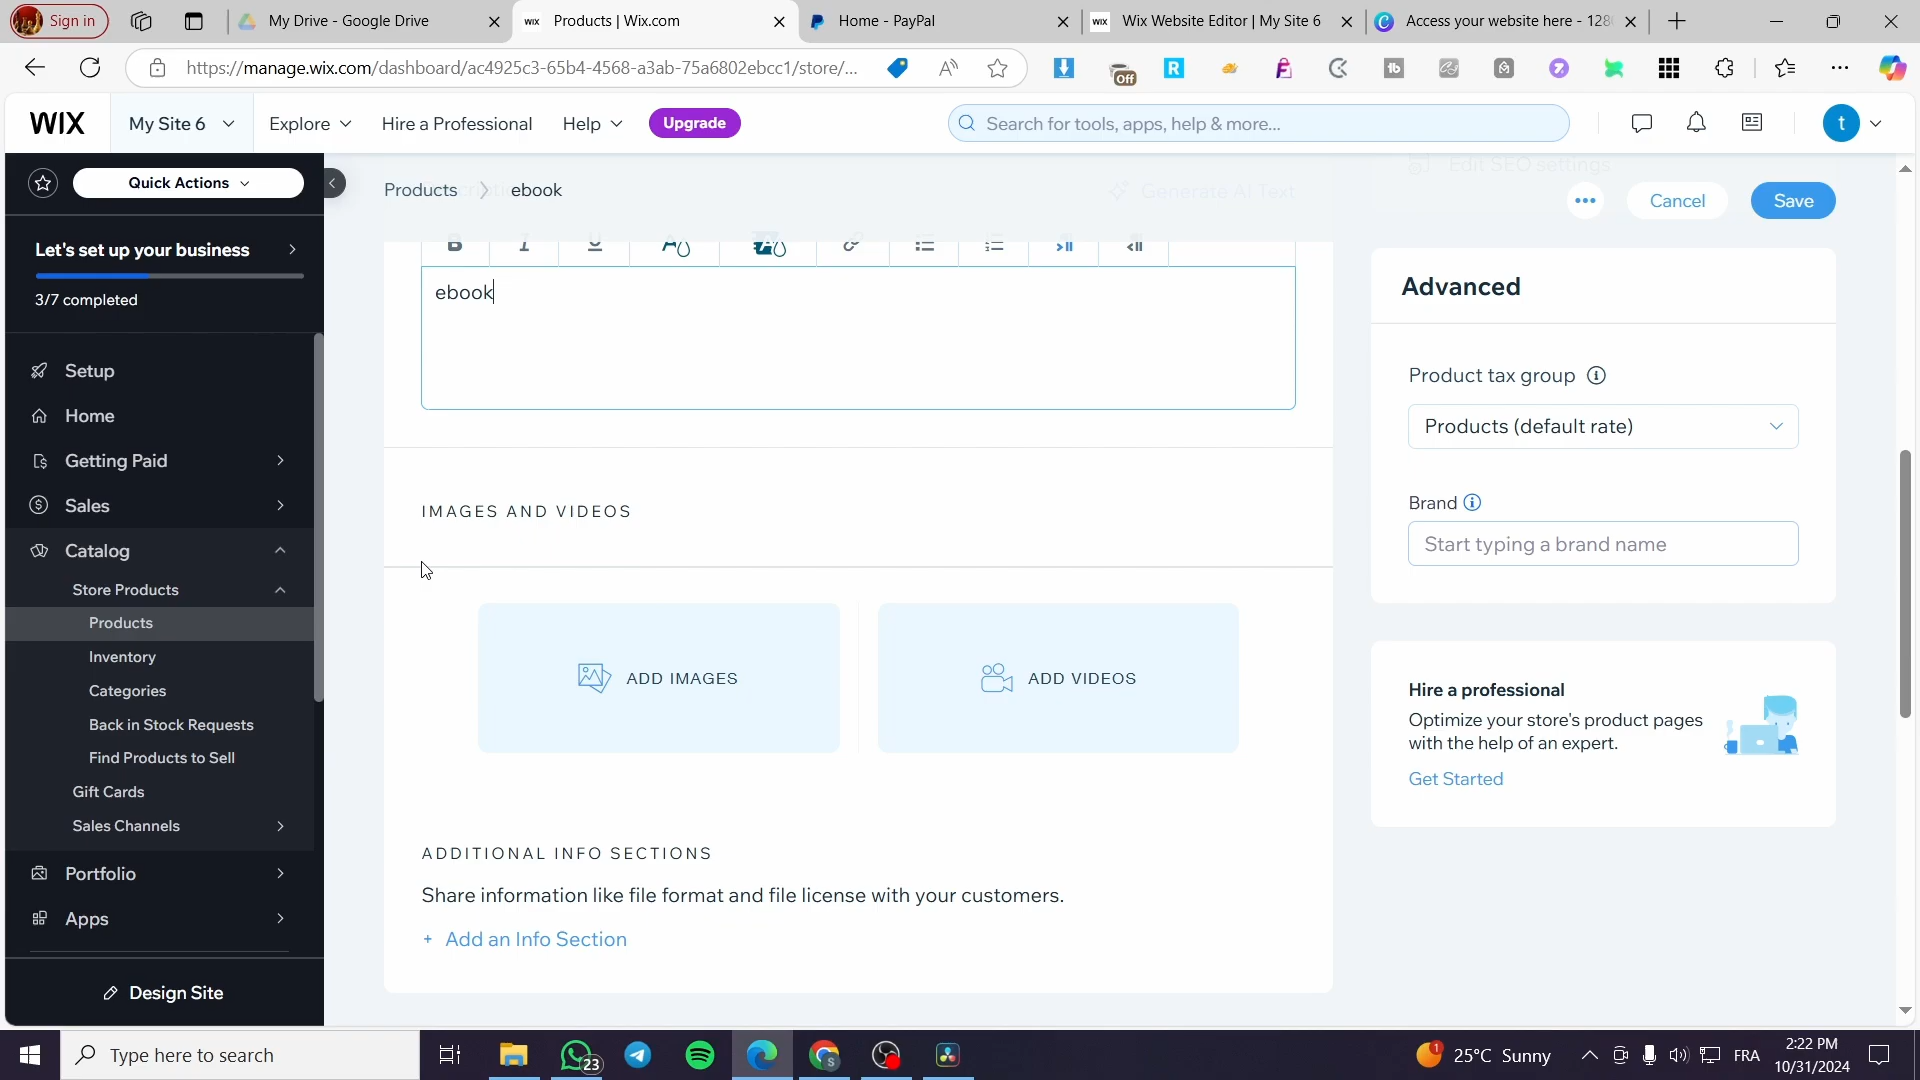 Sign in
My Drive - Google Drive
Products | Wix.com
Home - PayPal
Wix Website Editor | My Site 6
Access your website here - 128
https://manage.wix.com/dashboard/ac4925c3-65b4-4568-a3ab-75a6802ebcc1/store/...
Off
WIX
My Site 6
Explore
Hire a Professional
Help
Upgrade
Search for tools, apps, help & more...
t
Quick Actions
Let's set up your business
3/7 completed
Setup
Home
Getting Paid
Sales
Catalog
Store Products
Products
Inventory
Categories
Back in Stock Requests
Find Products to Sell
Gift Cards
Sales Channels
Portfolio
Apps
Design Site
Products
ebook
Generate AI Text
Edit SEO settings
Cancel
Save
ebook
IMAGES AND VIDEOS
ADD IMAGES
ADD VIDEOS
ADDITIONAL INFO SECTIONS
Share information like file format and file license with your customers.
+ Add an Info Section
Advanced
Product tax group
Products (default rate)
Brand
Start typing a brand name
Hire a professional
Optimize your store's product pages
with the help of an expert.
Get Started
Type here to search
23
1
25°C Sunny
FRA
2:22 PM
10/31/2024